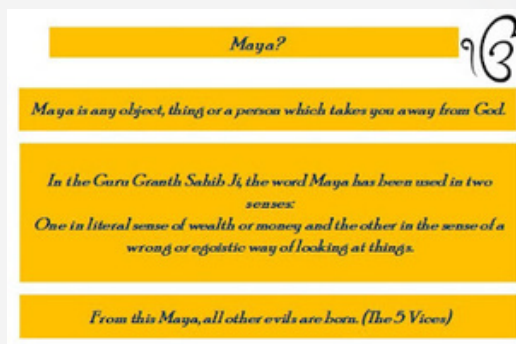 Maya?
ੴ
Maya is any object, thing or a person which takes you away from God.
In the Guru Granth Sahib Ji, the word Maya has been used in two
senses:
One in literal sense of wealth or money and the other in the sense of a
wrong or egoistic way of looking at things.
From this Maya, all other evils are born. (The 5 Vices)